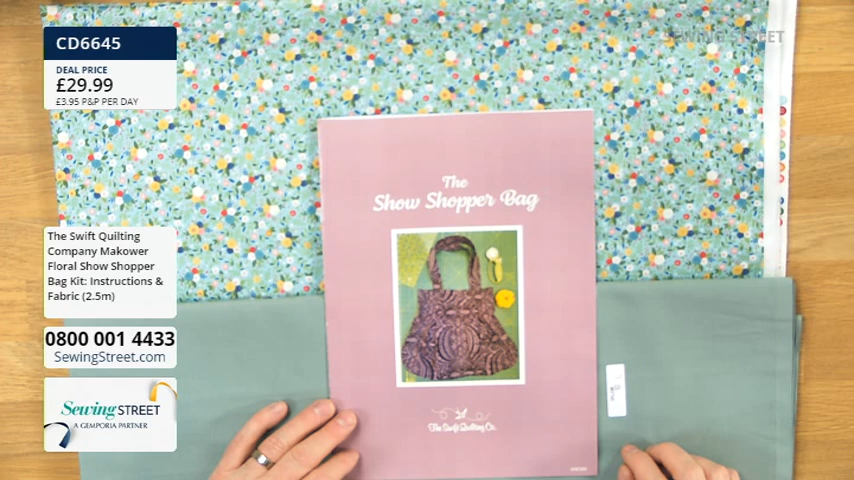 CD6645
DEAL PRICE
£29.99
£3.95 P&P PER DAY
The Swift Quilting
Company Makower
Floral Show Shopper
Bag Kit: Instructions &
Fabric (2.5m)
0800 001 4433
SewingStreet.com
Sewing STREET
A GEMPORIA PARTNER
SEWING STREET
The
Show Shopper Bag
The Swift Quilting Co.